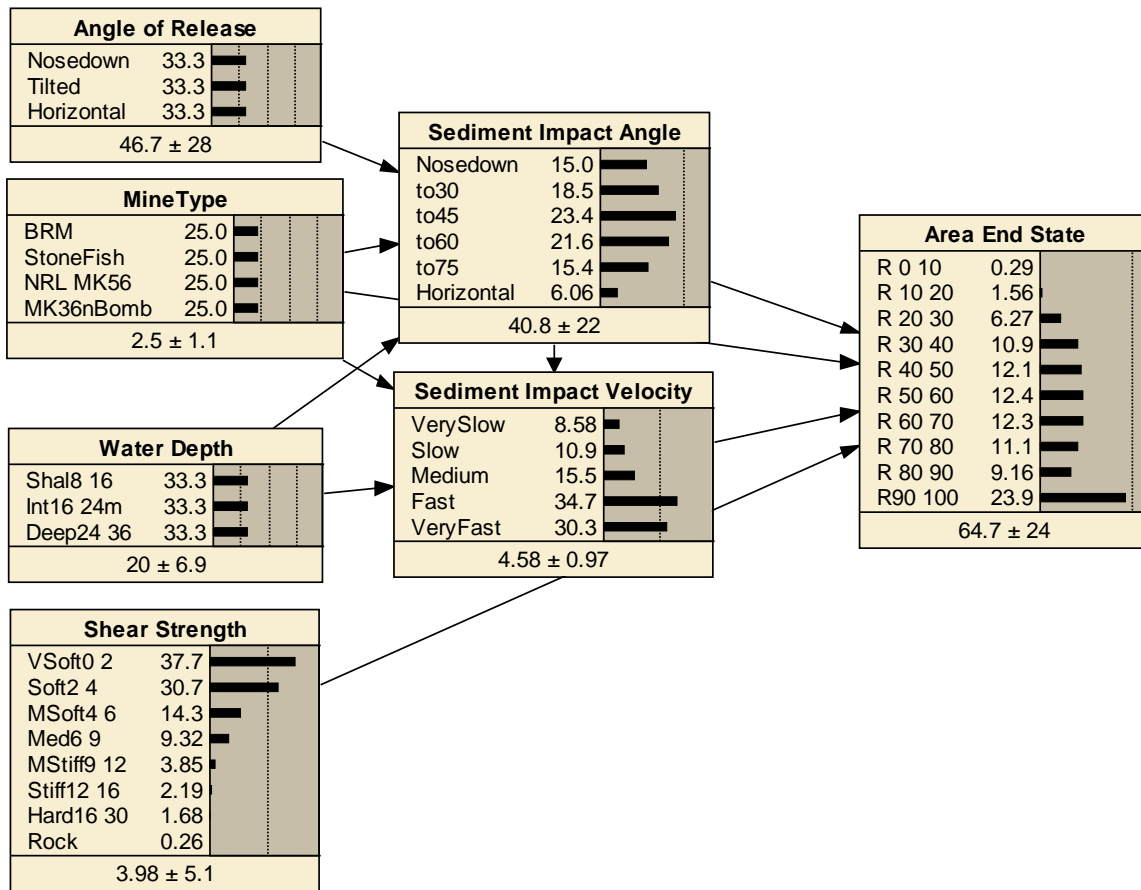 Angle of Release
Nosedown 33.3
Tilted 33.3
Horizontal 33.3
46.7 ± 28
MineType
BRM 25.0
StoneFish 25.0
NRL MK56 25.0
MK36nBomb 25.0
2.5 ± 1.1
Water Depth
Shal8 16 33.3
Int16 24m 33.3
Deep24 36 33.3
20 ± 6.9
Shear Strength
VSoft0 2 37.7
Soft2 4 30.7
MSoft4 6 14.3
Med6 9 9.32
MStiff9 12 3.85
Stiff12 16 2.19
Hard16 30 1.68
Rock 0.26
3.98 ± 5.1
Sediment Impact Angle
Nosedown 15.0
to30 18.5
to45 23.4
to60 21.6
to75 15.4
Horizontal 6.06
40.8 ± 22
Sediment Impact Velocity
VerySlow 8.58
Slow 10.9
Medium 15.5
Fast 34.7
VeryFast 30.3
4.58 ± 0.97
Area End State
R 0 10 0.29
R 10 20 1.56
R 20 30 6.27
R 30 40 10.9
R 40 50 12.1
R 50 60 12.4
R 60 70 12.3
R 70 80 11.1
R 80 90 9.16
R90 100 23.9
64.7 ± 24